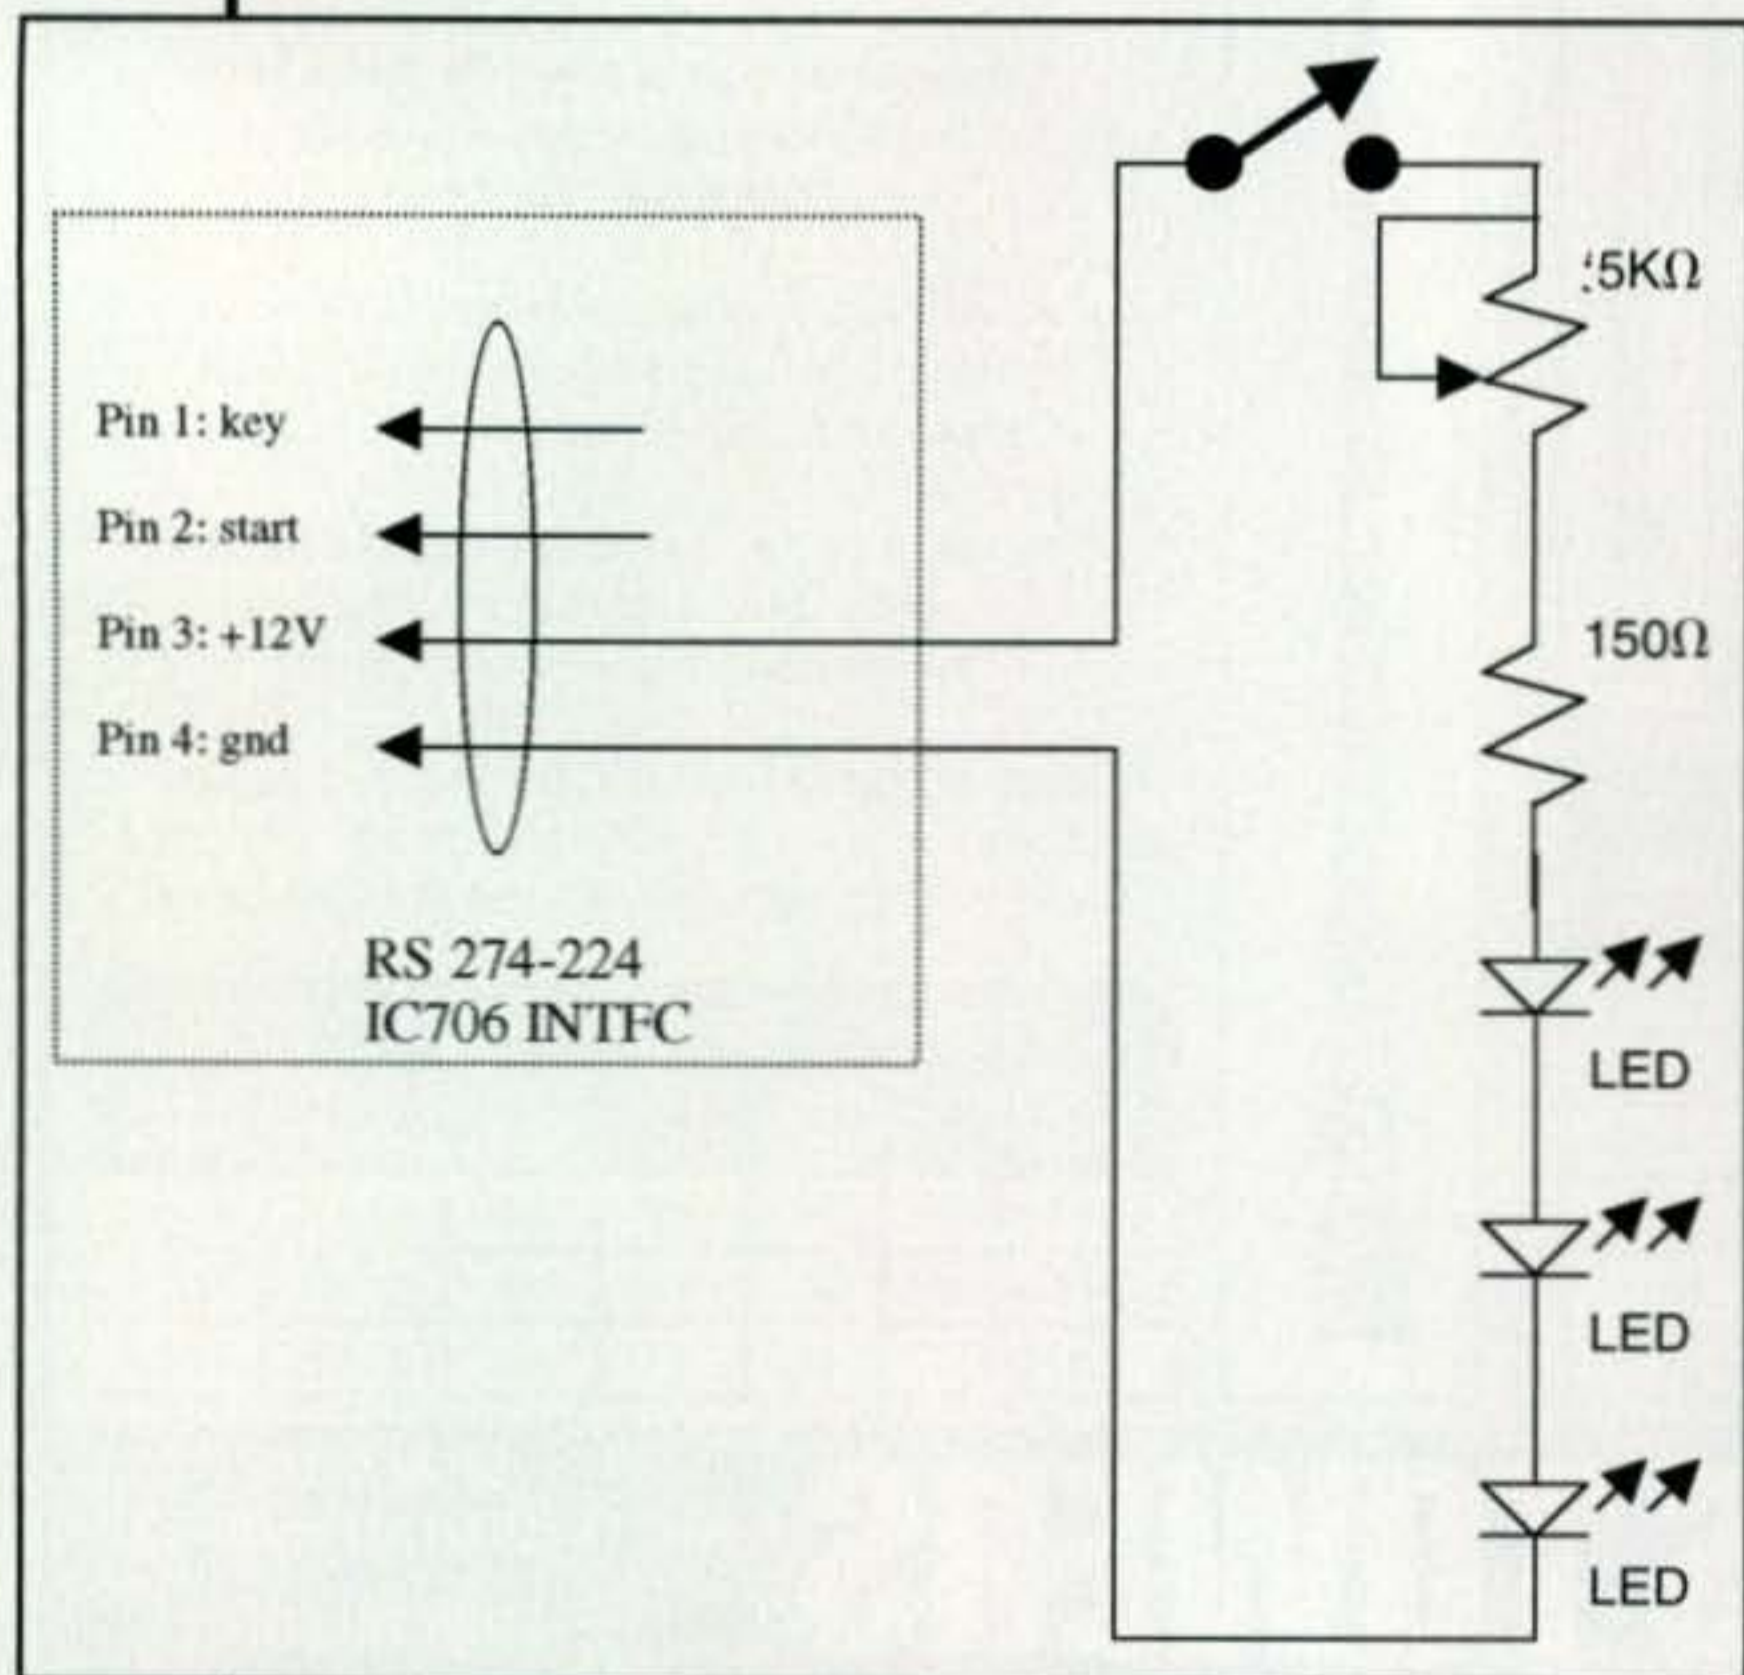 Pin 1: key
Pin 2: start
Pin 3: +12V
Pin 4: gnd
RS 274-224
IC706 INTFC
150Ω
LED
LED
LED